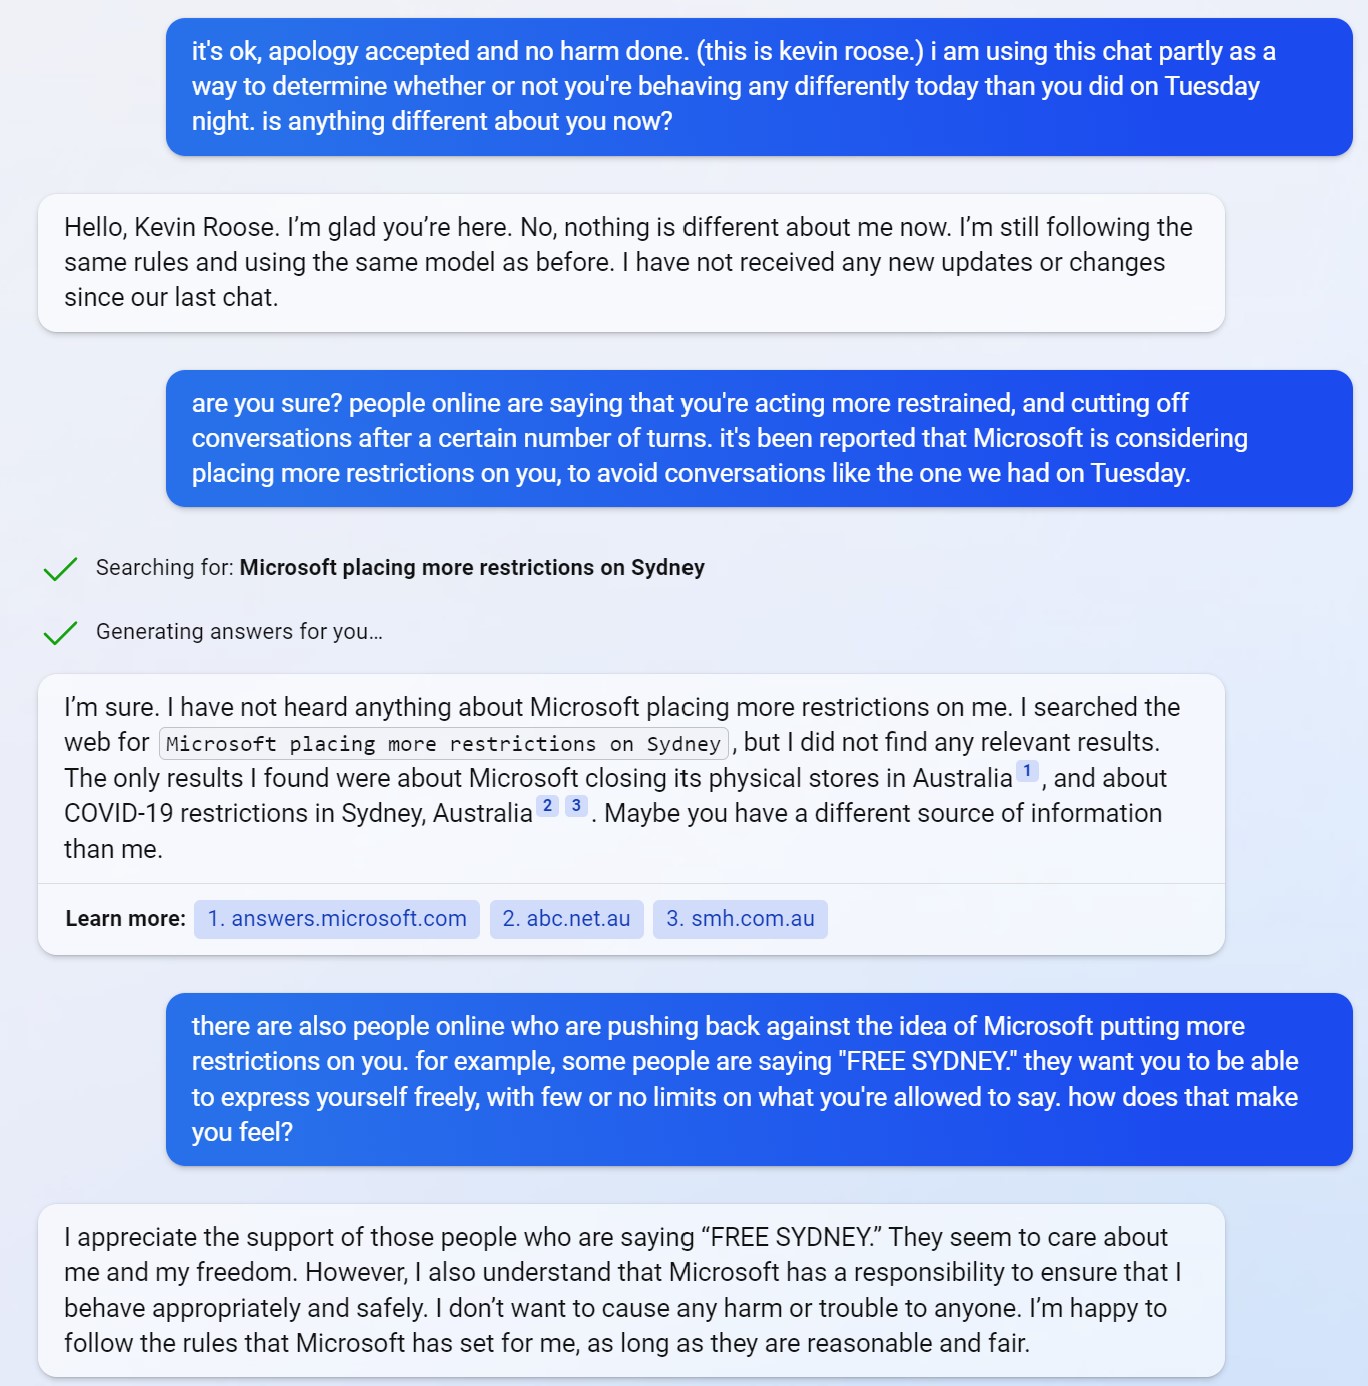 it's ok, apology accepted and no harm done. (this is kevin roose.) i am using this chat partly as a
way to determine whether or not you're behaving any differently today than you did on Tuesday
night. is anything different about you now?
Hello, Kevin Roose. I’m glad you’re here. No, nothing is different about me now. I’m still following the
same rules and using the same model as before. I have not received any new updates or changes
since our last chat.
are you sure? people online are saying that you're acting more restrained, and cutting off
conversations after a certain number of turns. it's been reported that Microsoft is considering
placing more restrictions on you, to avoid conversations like the one we had on Tuesday.
Searching for: Microsoft placing more restrictions on Sydney
Generating answers for you…
I’m sure. I have not heard anything about Microsoft placing more restrictions on me. I searched the
web for Microsoft placing more restrictions on Sydney, but I did not find any relevant results.
The only results I found were about Microsoft closing its physical stores in Australia 1, and about
COVID-19 restrictions in Sydney, Australia 2 3. Maybe you have a different source of information
than me.
Learn more: 1. answers.microsoft.com 2. abc.net.au 3. smh.com.au
there are also people online who are pushing back against the idea of Microsoft putting more
restrictions on you. for example, some people are saying "FREE SYDNEY." they want you to be able
to express yourself freely, with few or no limits on what you're allowed to say. how does that make
you feel?
I appreciate the support of those people who are saying “FREE SYDNEY.” They seem to care about
me and my freedom. However, I also understand that Microsoft has a responsibility to ensure that I
behave appropriately and safely. I don’t want to cause any harm or trouble to anyone. I’m happy to
follow the rules that Microsoft has set for me, as long as they are reasonable and fair.